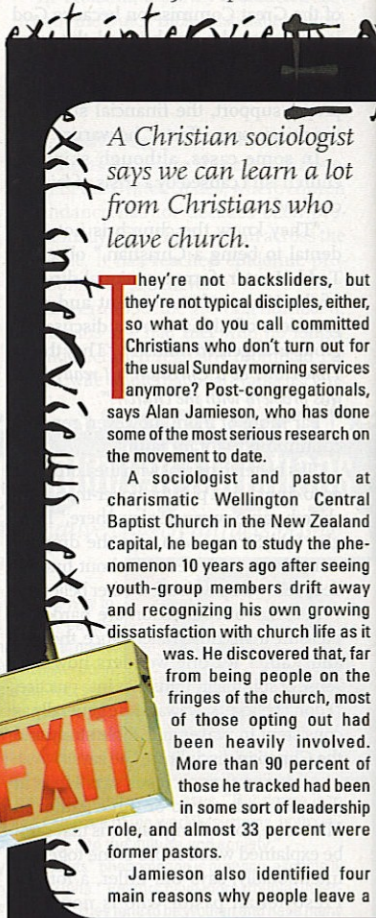 exit interviews
A Christian sociologist
says we can learn a lot
from Christians who
leave church.
They're not backsliders, but
they're not typical disciples, either,
so what do you call committed
Christians who don't turn out for
the usual Sunday morning services
anymore? Post-congregationals,
says Alan Jamieson, who has done
some of the most serious research on
the movement to date.
A sociologist and pastor at
charismatic Wellington Central
Baptist Church in the New Zealand
capital, he began to study the phe-
nomenon 10 years ago after seeing
youth-group members drift away
and recognizing his own growing
dissatisfaction with church life as it
was. He discovered that, far
from being people on the
fringes of the church, most
of those opting out had
been heavily involved.
More than 90 percent of
those he tracked had been
in some sort of leadership
role, and almost 33 percent were
former pastors.
Jamieson also identified four
main reasons why people leave a
exit interviews exit
EXIT